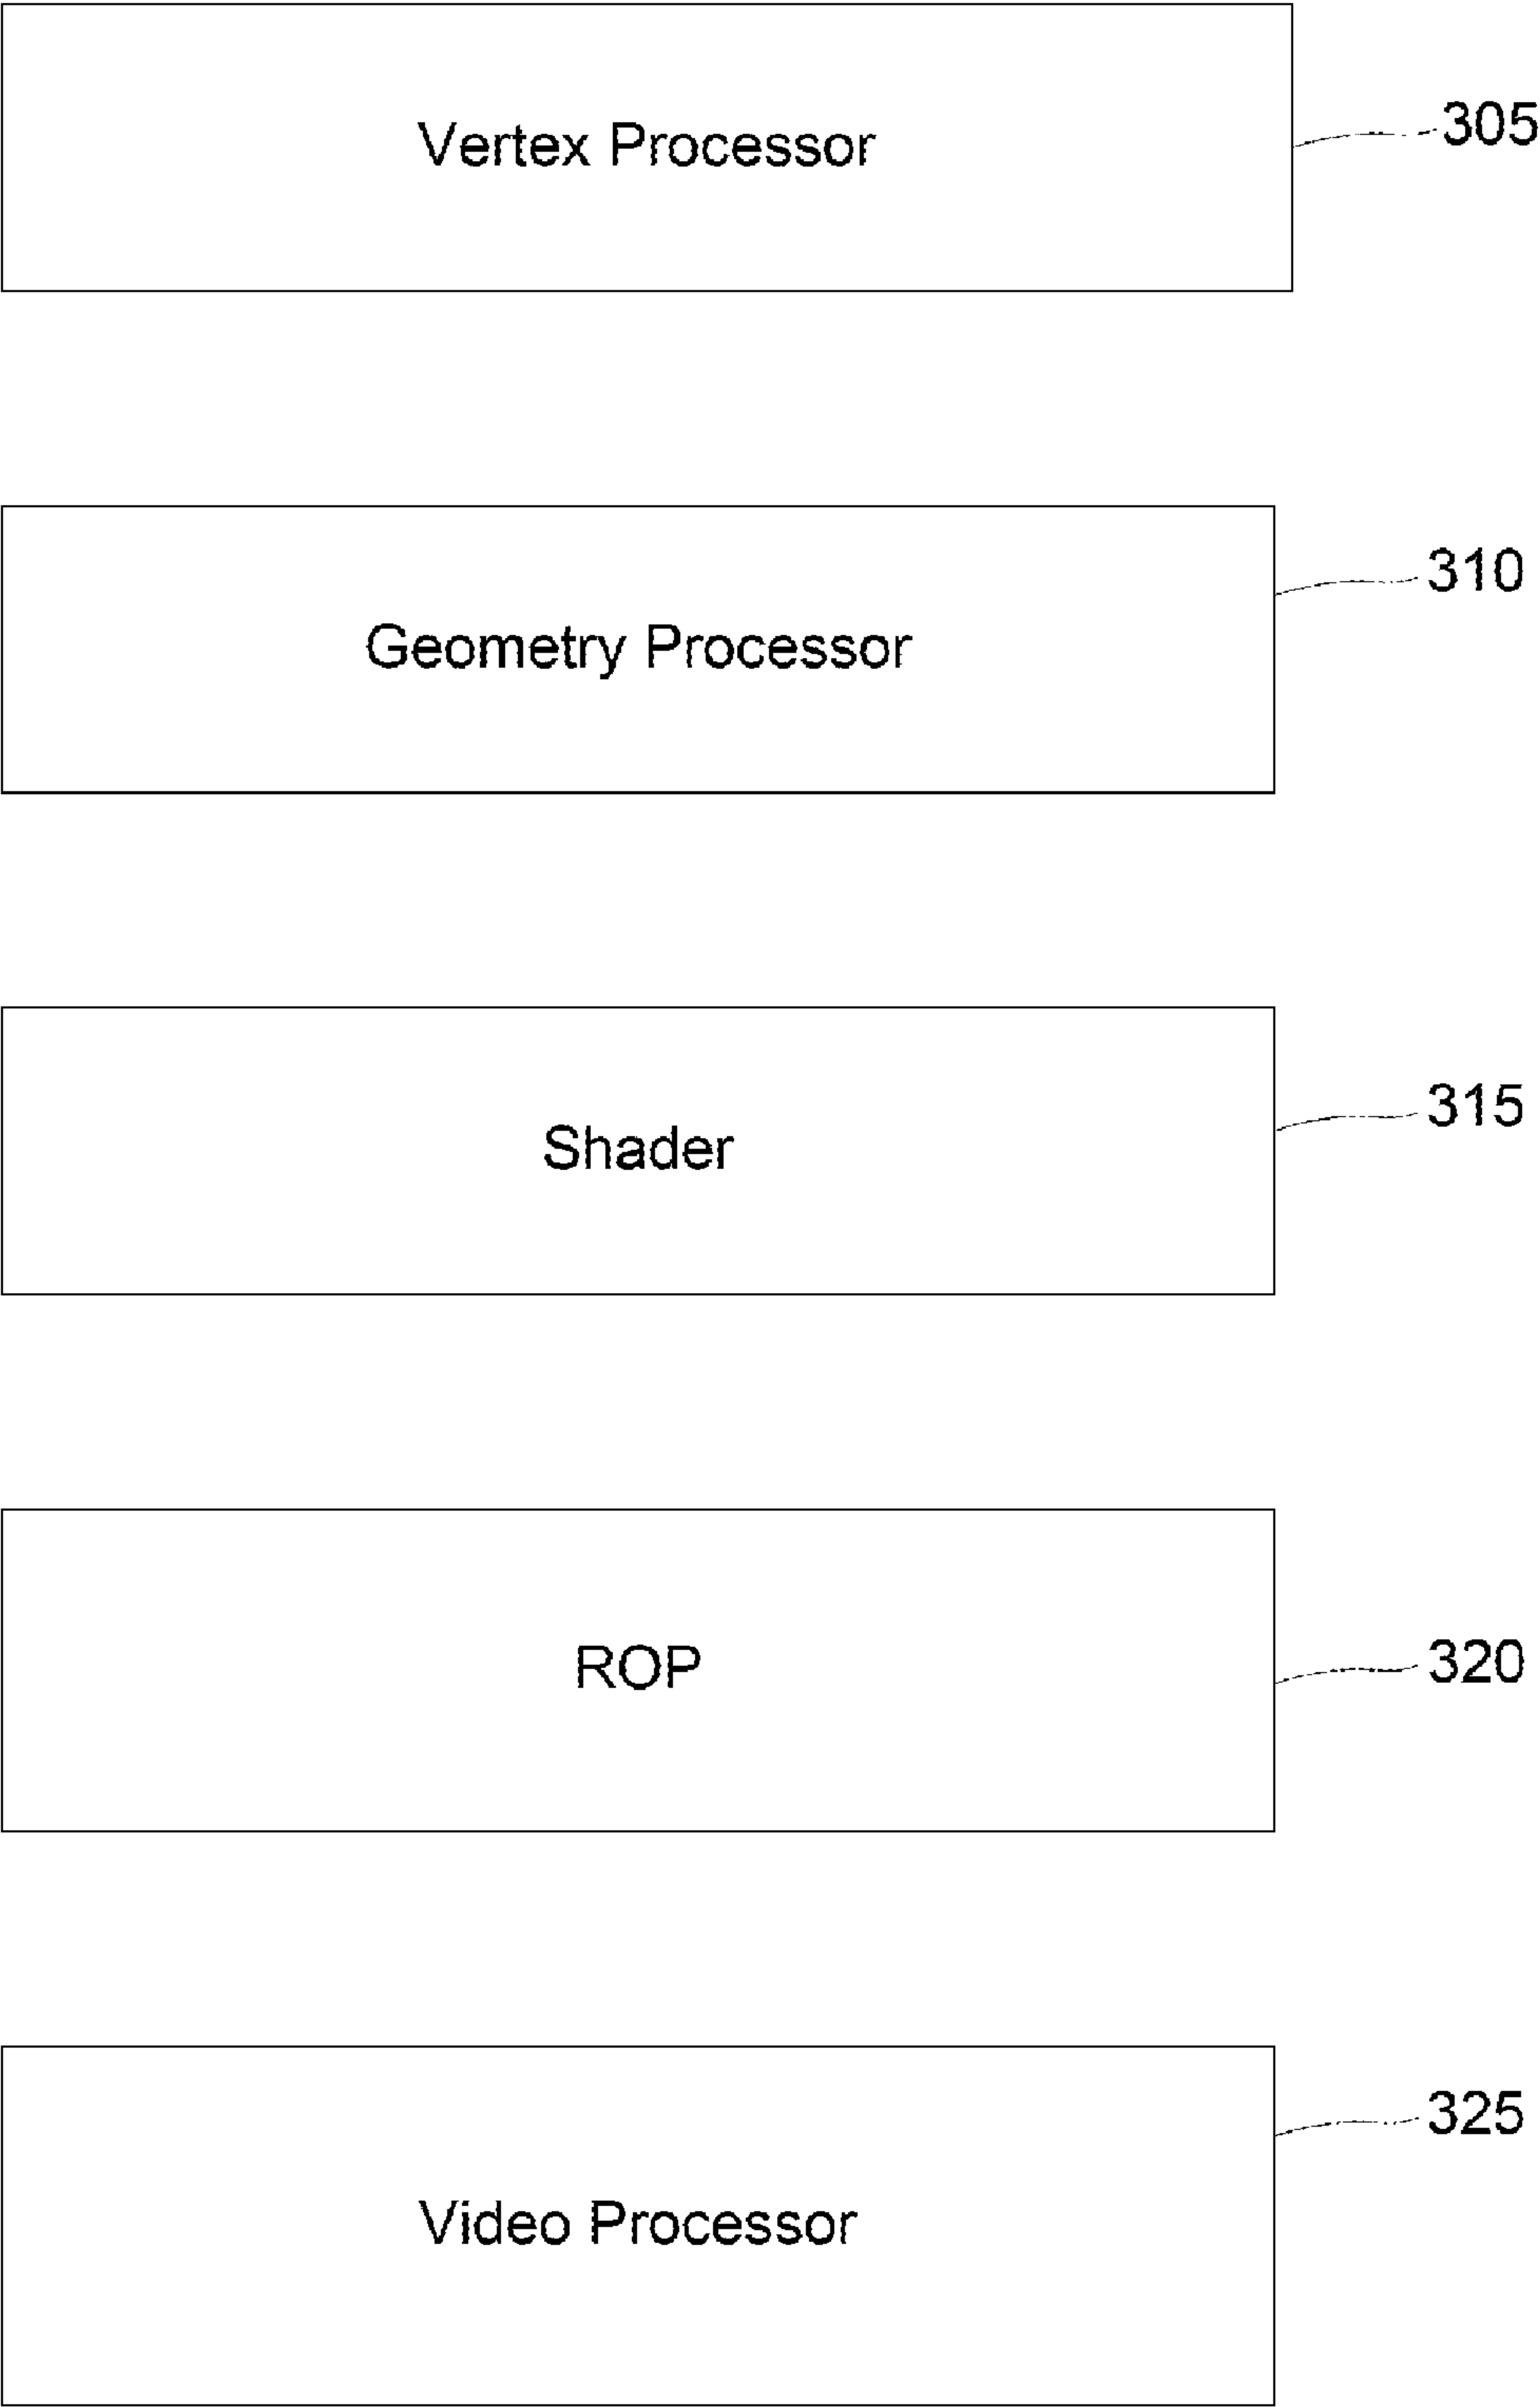 Vertex Processor
305
Geometry Processor
310
Shader
315
ROP
320
Video Processor
325